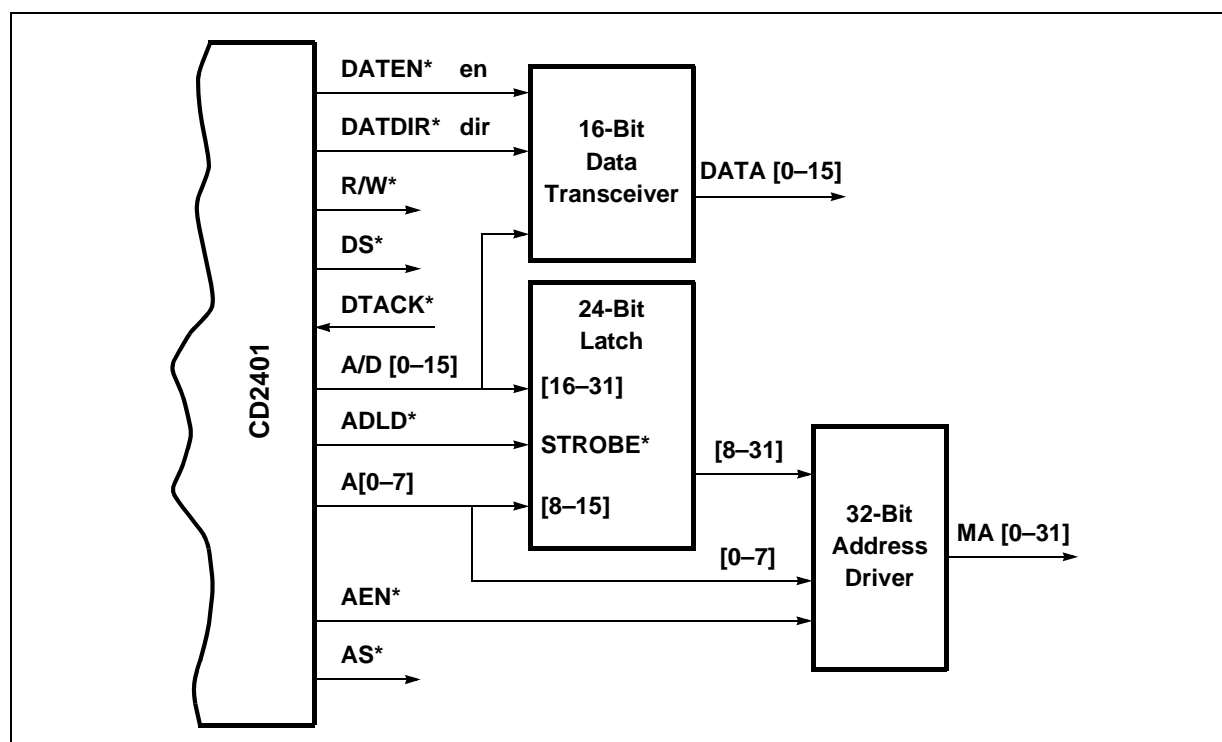 CD2401
DATEN* en
DATDIR* dir
R/W*
DS*
DTACK*
A/D [0–15]
ADLD*
A[0–7]
AEN*
AS*
16-Bit
Data
Transceiver
DATA [0–15]
24-Bit
Latch
[16–31]
STROBE*
[8–15]
[8–31]
[0–7]
32-Bit
Address
Driver
MA [0–31]